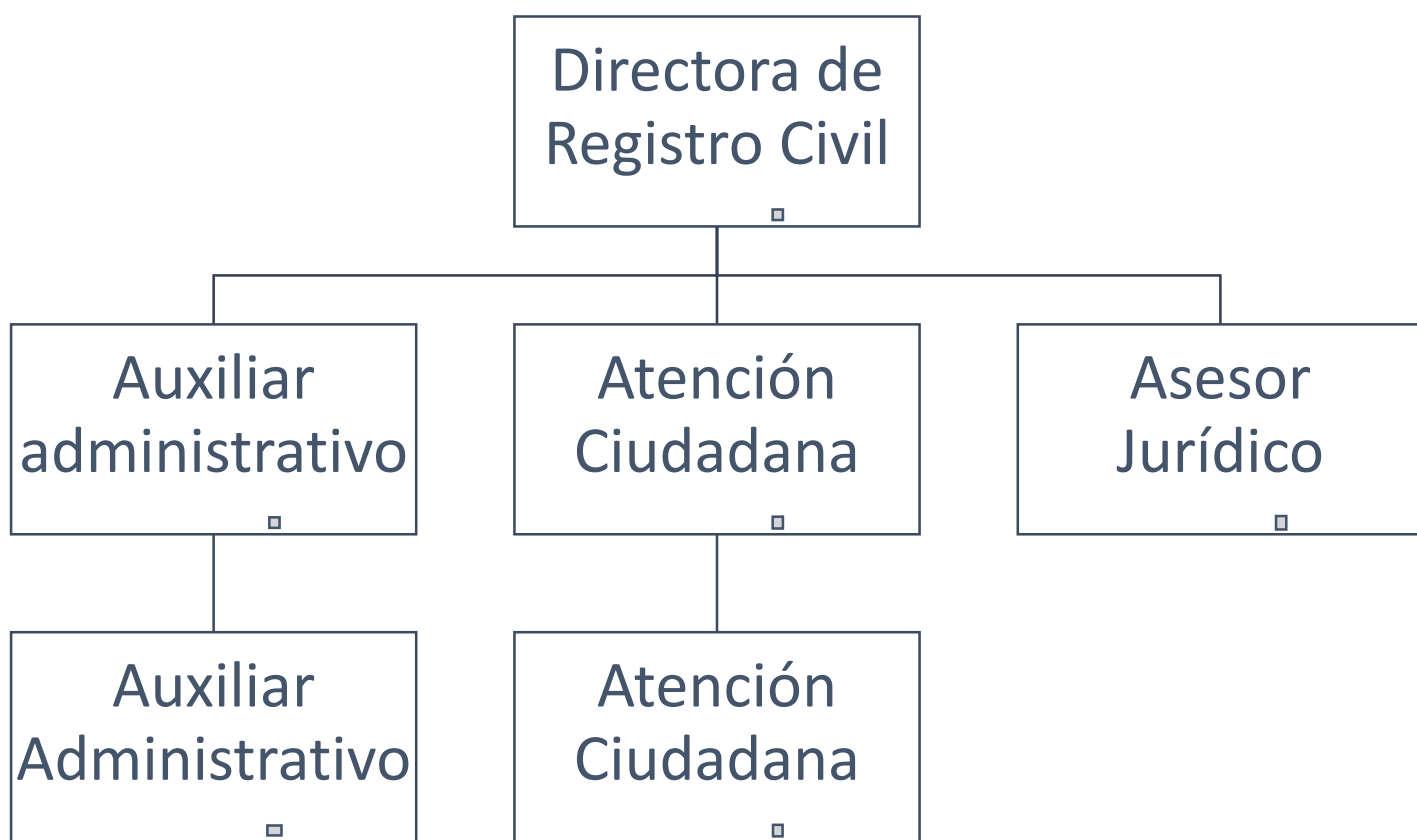 Directora de
Registro Civil
Auxiliar
administrativo
Atención
Ciudadana
Asesor
Jurídico
Auxiliar
Administrativo
Atención
Ciudadana